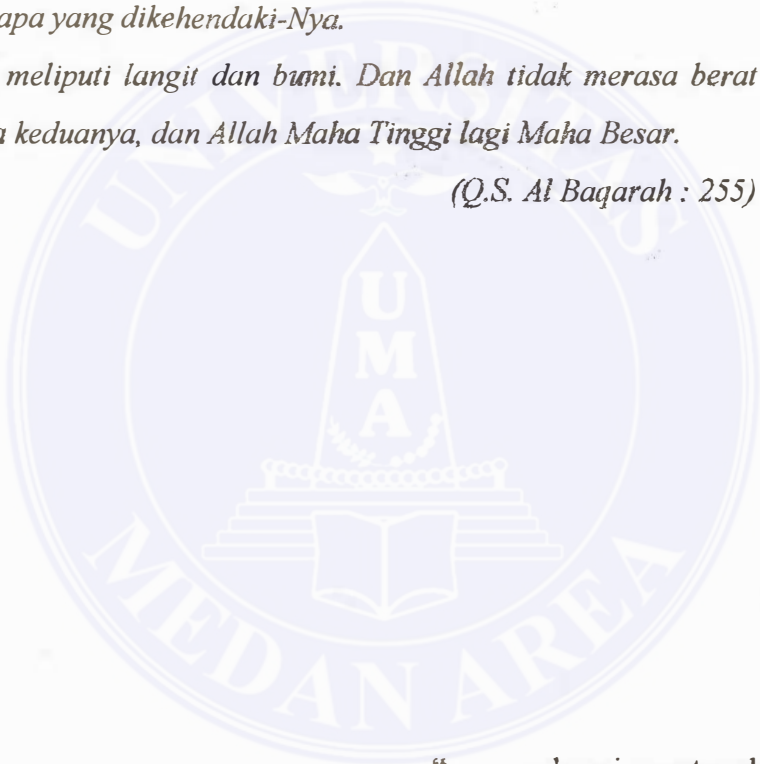 apa yang dikehendaki-Nya.
meliputi langit dan bumi. Dan Allah tidak merasa berat
keduanya, dan Allah Maha Tinggi lagi Maha Besar.
(Q.S. Al Baqarah : 255)
UNIVERSITAS
UMA
MEDAN AREA